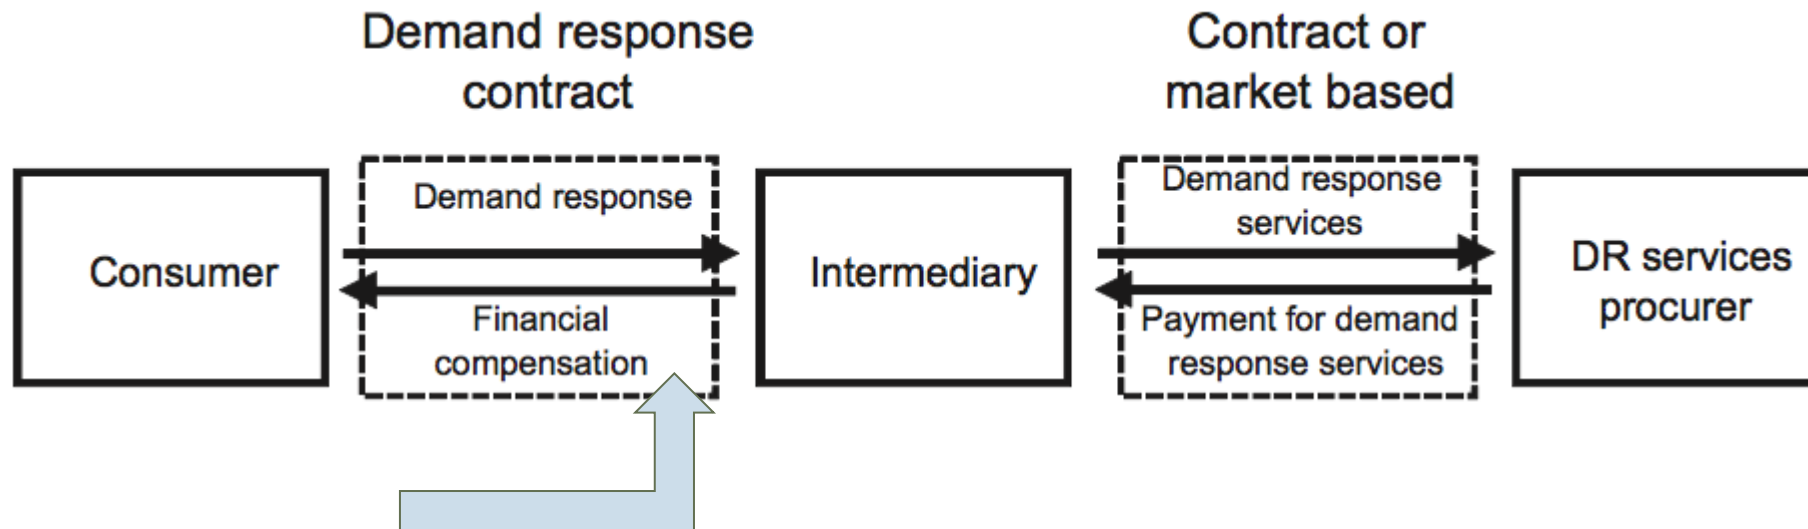 Demand response
contract
Contract or
market based
Consumer
Demand response
Financial
compensation
Intermediary
Demand response
services
Payment for demand
response services
DR services
procurer